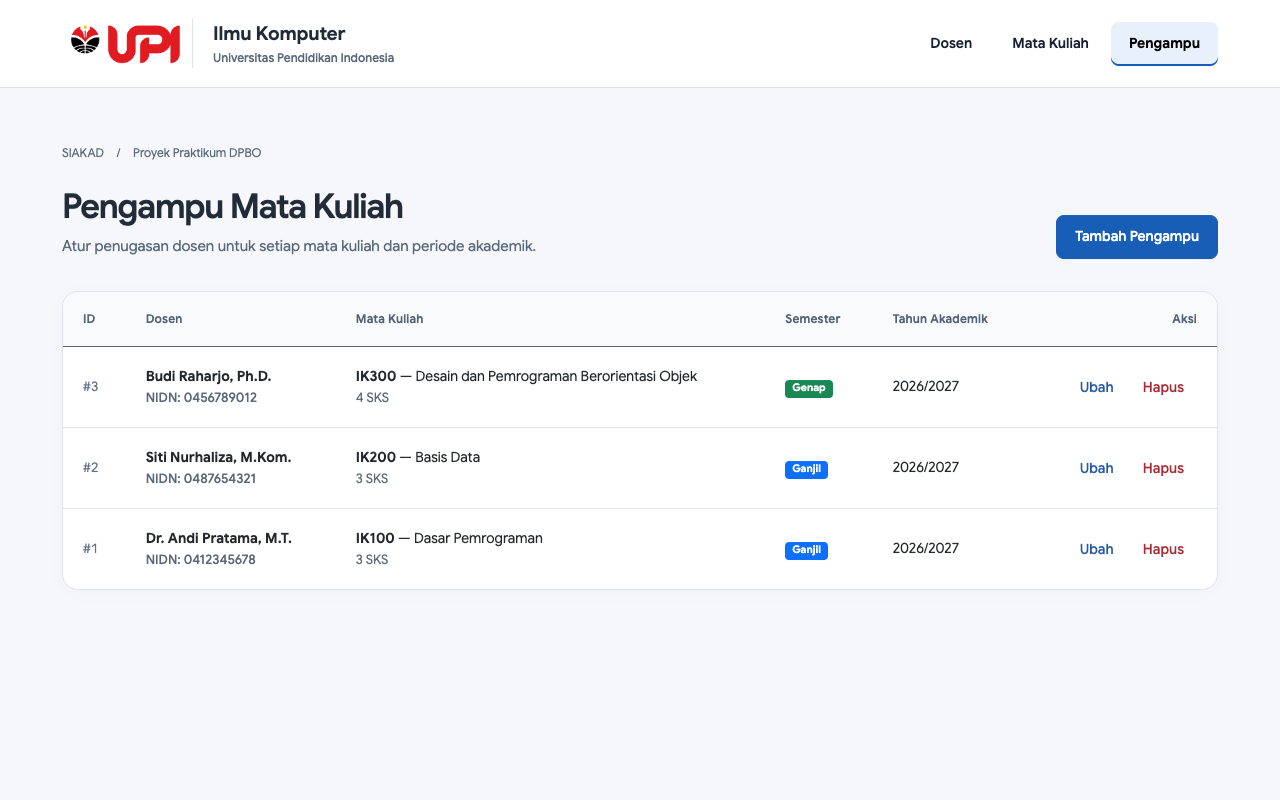 UPI
Ilmu Komputer
Universitas Pendidikan Indonesia
Dosen
Mata Kuliah
Pengampu
SIAKAD / Proyek Praktikum DPBO
Pengampu Mata Kuliah
Atur penugasan dosen untuk setiap mata kuliah dan periode akademik.
Tambah Pengampu
ID Dosen Mata Kuliah Semester Tahun Akademik Aksi
#3 Budi Raharjo, Ph.D. IK300 — Desain dan Pemrograman Berorientasi Objek Genap 2026/2027 Ubah Hapus
NIDN: 0456789012 4 SKS
#2 Siti Nurhaliza, M.Kom. IK200 — Basis Data Ganjil 2026/2027 Ubah Hapus
NIDN: 0487654321 3 SKS
#1 Dr. Andi Pratama, M.T. IK100 — Dasar Pemrograman Ganjil 2026/2027 Ubah Hapus
NIDN: 0412345678 3 SKS